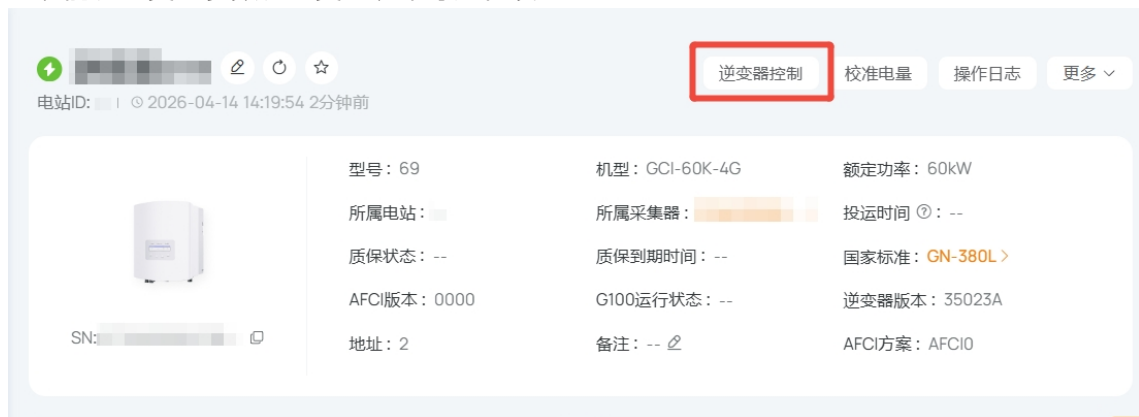 逆变器控制 校准电量 操作日志 更多
电站ID: 2026-04-14 14:19:54 2分钟前
型号：69 机型：GCI-60K-4G 额定功率：60kW
所属电站： 所属采集器： 投运时间 ?：--
质保状态：-- 质保到期时间：-- 国家标准：GN-380L >
AFCI版本：0000 G100运行状态：-- 逆变器版本：35023A
SN: 地址：2 备注：-- AFCI方案：AFCI0